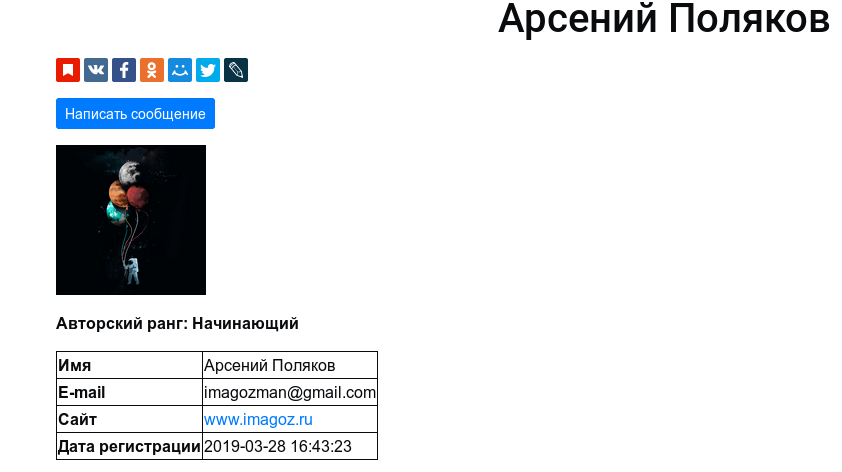 Арсений Поляков
Написать сообщение
Авторский ранг: Начинающий
Имя Арсений Поляков
E-mail imagozman@gmail.com
Сайт www.imagoz.ru
Дата регистрации 2019-03-28 16:43:23